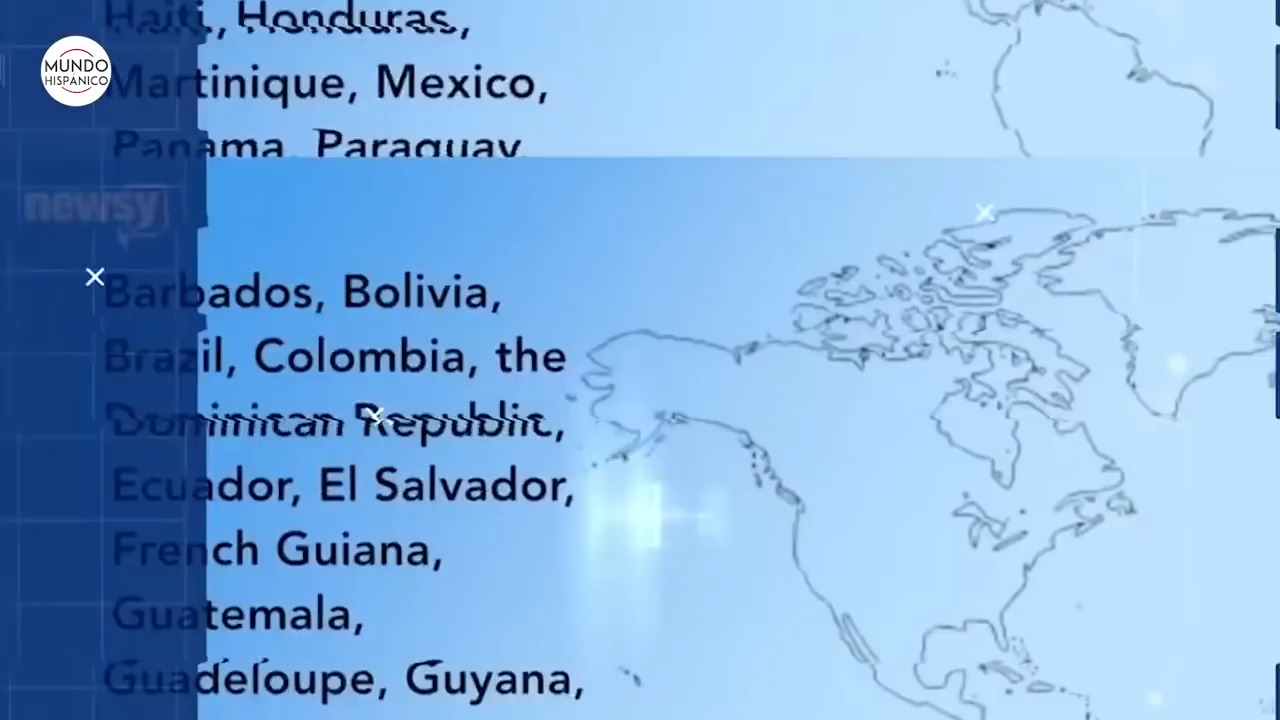 Haiti, Honduras,
MUNDO
HISPANICO
Martinique, Mexico,
Panama, Paraguay
newsy
Barbados, Bolivia,
Brazil, Colombia, the
Dominican Republic,
Ecuador, El Salvador,
French Guiana,
Guatemala,
Guadeloupe, Guyana,